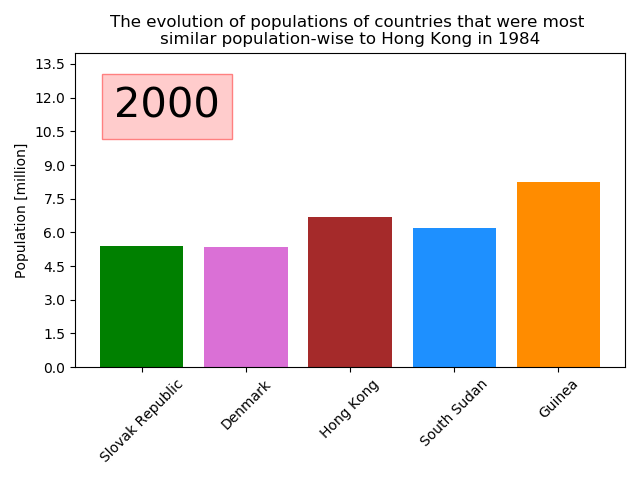 The evolution of populations of countries that were most
similar population-wise to Hong Kong in 1984
2000
Population [million]
13.5
12.0
10.5
9.0
7.5
6.0
4.5
3.0
1.5
0.0
Slovak Republic
Denmark
Hong Kong
South Sudan
Guinea